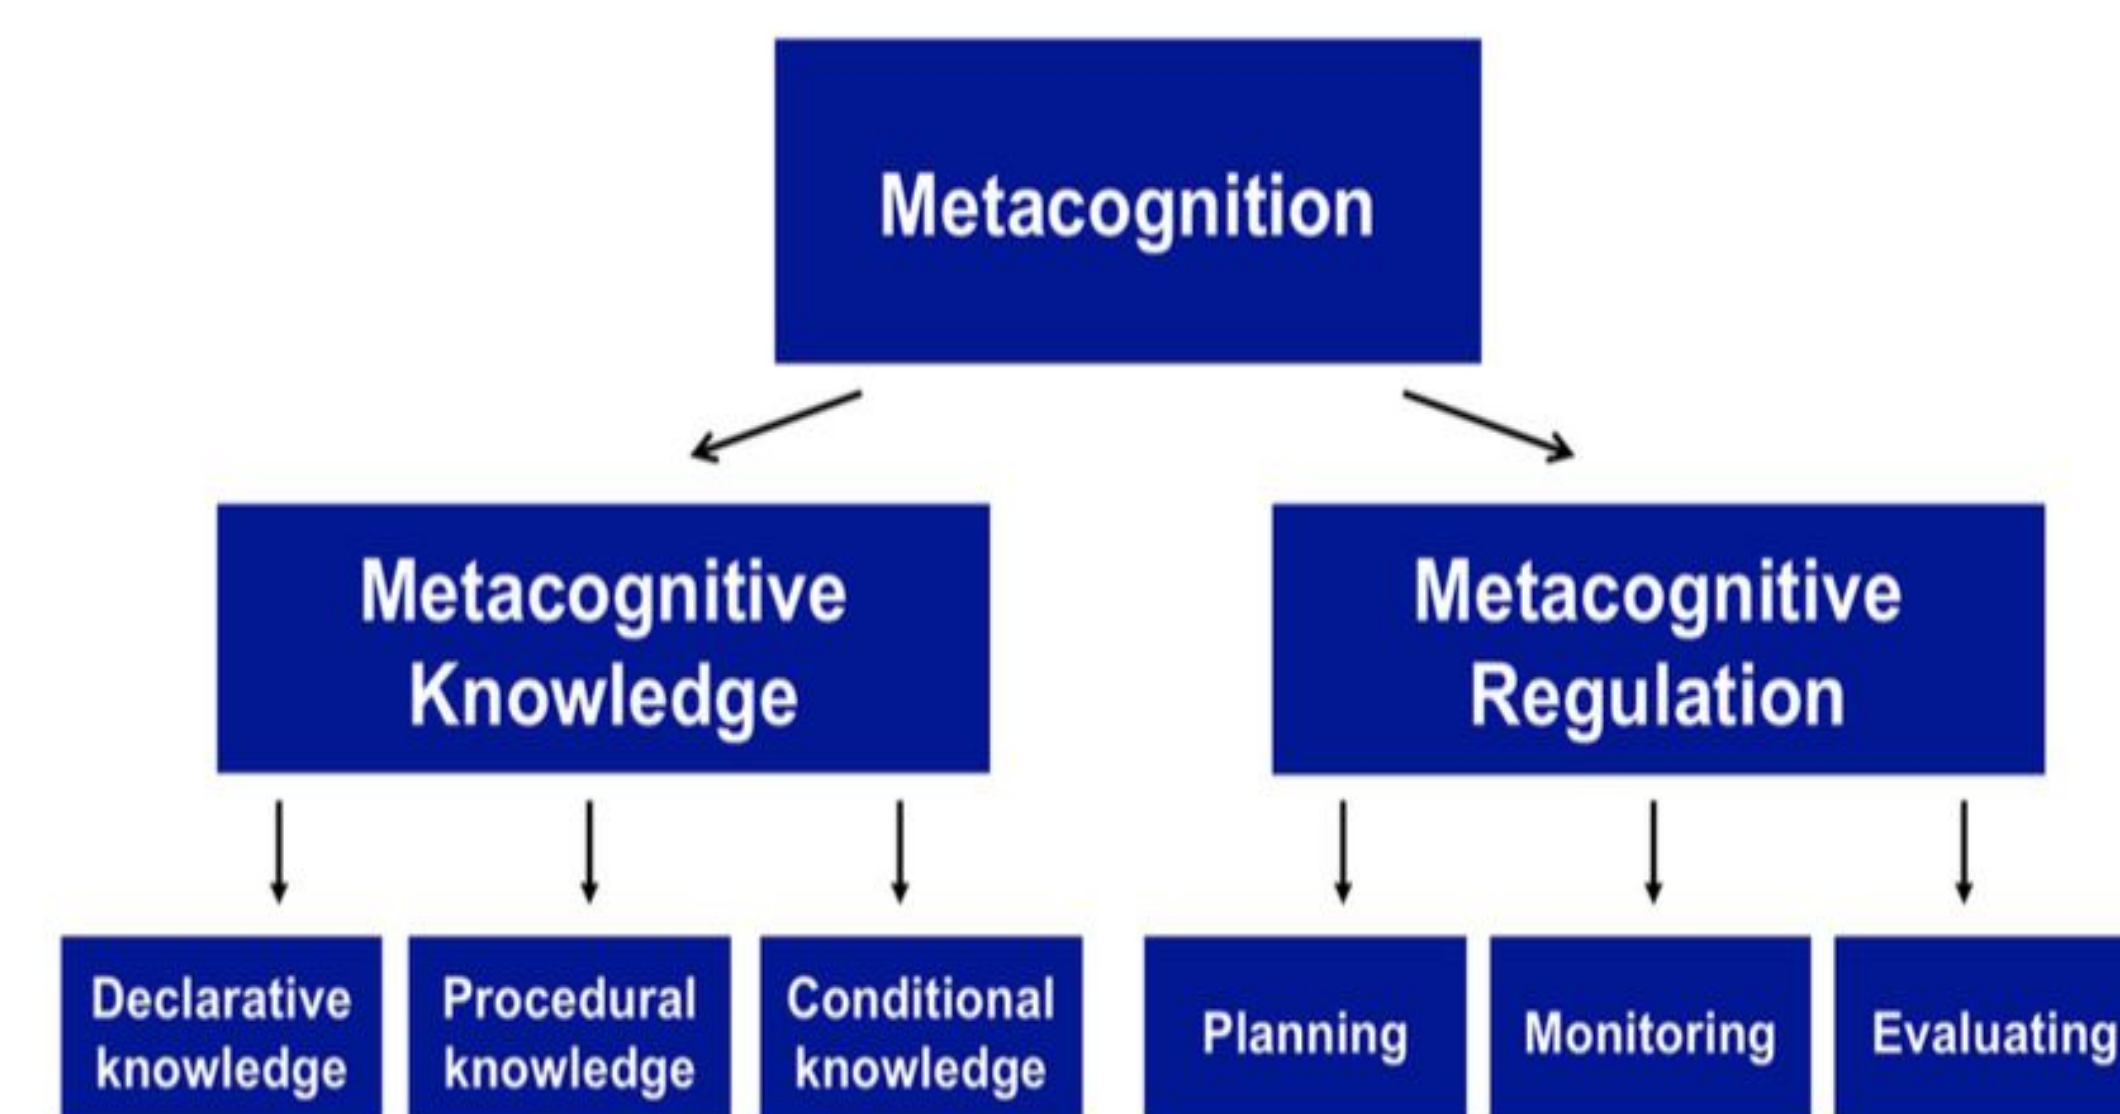 Metacognition
Metacognitive
Knowledge
Metacognitive
Regulation
Declarative
knowledge
Procedural
knowledge
Conditional
knowledge
Planning
Monitoring
Evaluating